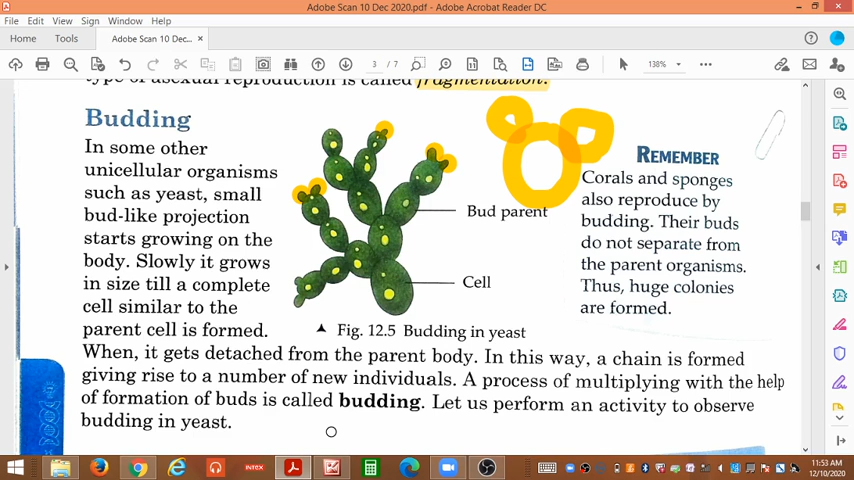 Adobe Scan 10 Dec 2020.pdf - Adobe Acrobat Reader DC
File Edit View Sign Window Help
Home Tools Adobe Scan 10 Dec... ×
3 / 7 138%
type of asexual reproduction is called fragmentation.
Budding
In some other
unicellular organisms
such as yeast, small
bud-like projection
starts growing on the
body. Slowly it grows
in size till a complete
cell similar to the
parent cell is formed.
Bud parent
Cell
Fig. 12.5 Budding in yeast
REMEMBER
Corals and sponges
also reproduce by
budding. Their buds
do not separate from
the parent organisms.
Thus, huge colonies
are formed.
When, it gets detached from the parent body. In this way, a chain is formed
giving rise to a number of new individuals. A process of multiplying with the help
of formation of buds is called budding. Let us perform an activity to observe
budding in yeast.
INTEX
11:53 AM
12/10/2020